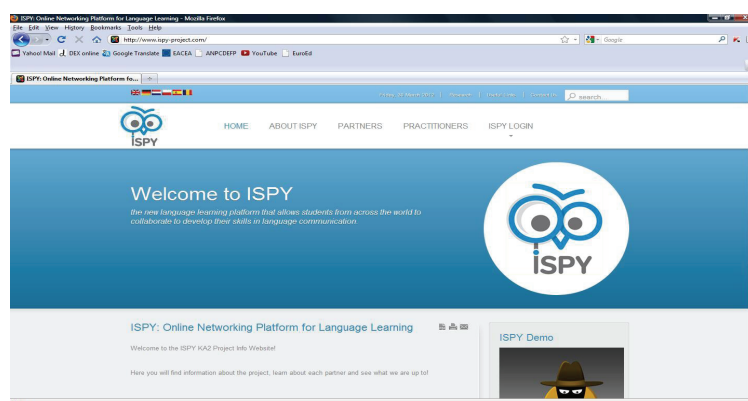 ISPY: Online Networking Platform for Language Learning - Mozilla Firefox
File Edit View History Bookmarks Tools Help
http://www.ispy-project.com/
Google
Yahoo! Mail DEX online Google Translate EACEA ANPCDEFP YouTube EuroEd
ISPY: Online Networking Platform fo...
search...
ISPY
HOME ABOUT ISPY PARTNERS PRACTITIONERS ISPY LOGIN
Welcome to ISPY
the new language learning platform that allows students from across the world to
collaborate to develop their skills in language communication.
ISPY
ISPY: Online Networking Platform for Language Learning
ISPY Demo
Welcome to the ISPY KA2 Project Info Website!
Here you will find information about the project, learn about each partner and see what we are up to!